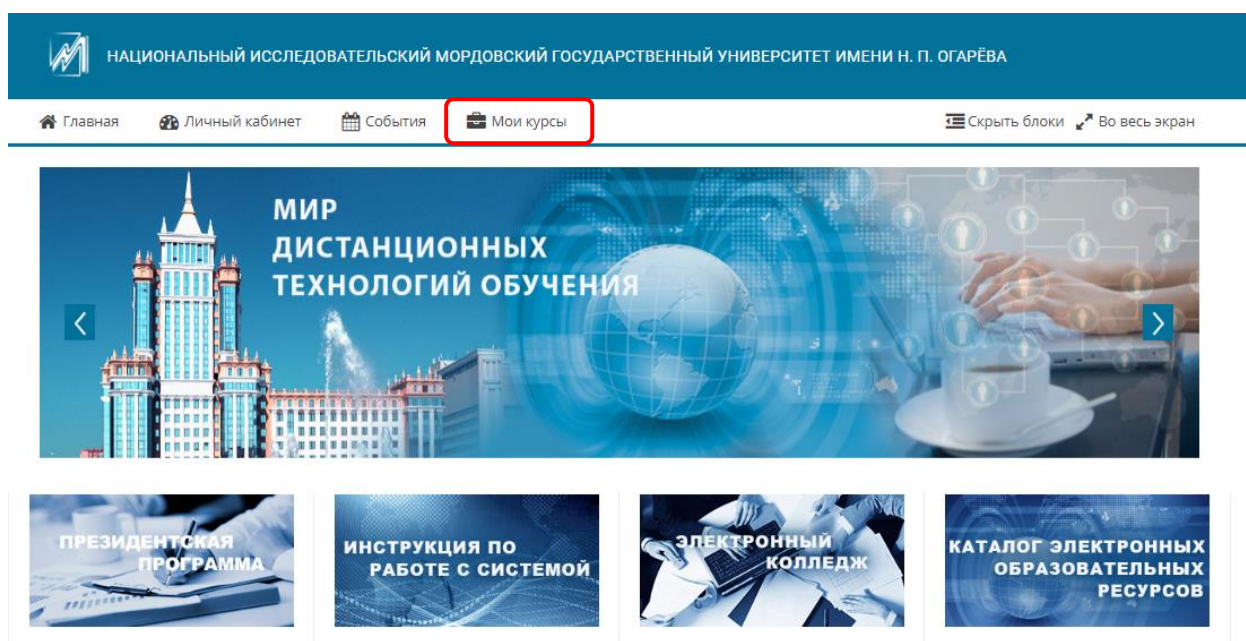 НАЦИОНАЛЬНЫЙ ИССЛЕДОВАТЕЛЬСКИЙ МОРДОВСКИЙ ГОСУДАРСТВЕННЫЙ УНИВЕРСИТЕТ ИМЕНИ Н. П. ОГАРЁВА
Главная Личный кабинет События Мои курсы Скрыть блоки Во весь экран
МИР
ДИСТАНЦИОННЫХ
ТЕХНОЛОГИЙ ОБУЧЕНИЯ
ПРЕЗИДЕНТСКАЯ
ПРОГРАММА
ИНСТРУКЦИЯ ПО
РАБОТЕ С СИСТЕМОЙ
ЭЛЕКТРОННЫЙ
КОЛЛЕДЖ
КАТАЛОГ ЭЛЕКТРОННЫХ
ОБРАЗОВАТЕЛЬНЫХ
РЕСУРСОВ